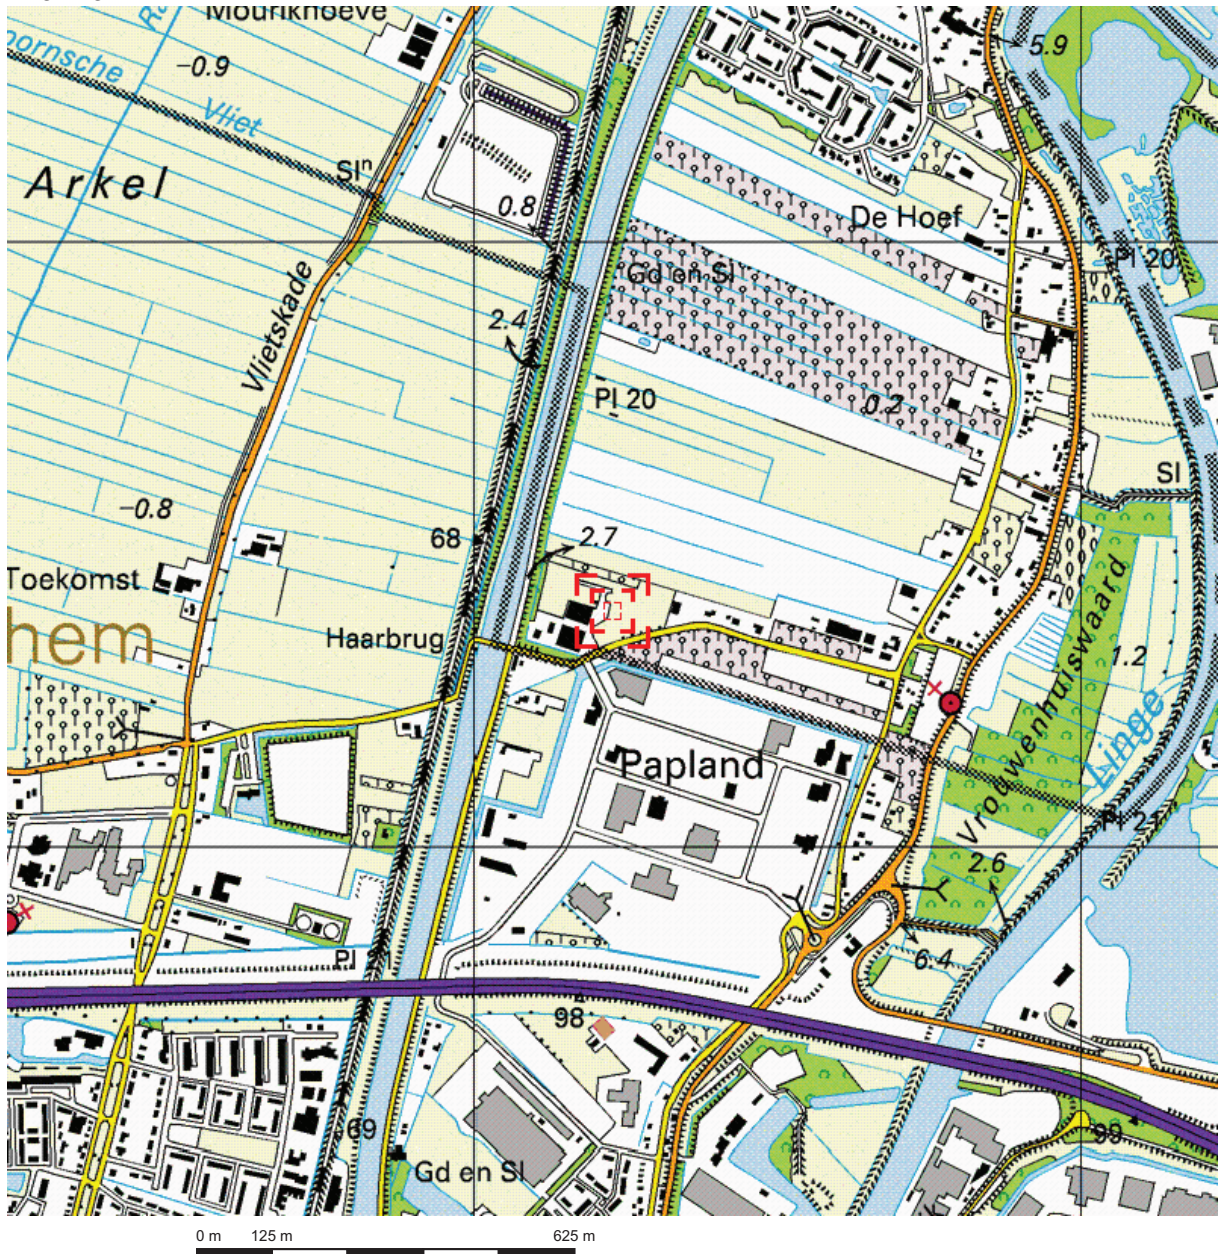 Mourikhoeve
5.9
oornsche
-0.9
Vliet
Slⁿ
Arkel
0.8
De Hoef
Pl 20
Gd en Sl
Vlietskade
2.4
Pl 20
0.2
Sl
-0.8
68
2.7
Toekomst
Vrouwenhuiswaard
hem
Haarbrug
1.2
Linge
Papland
Pl 21
2.6
6.4
98
69
99
Gd en Sl
0 m 125 m 625 m